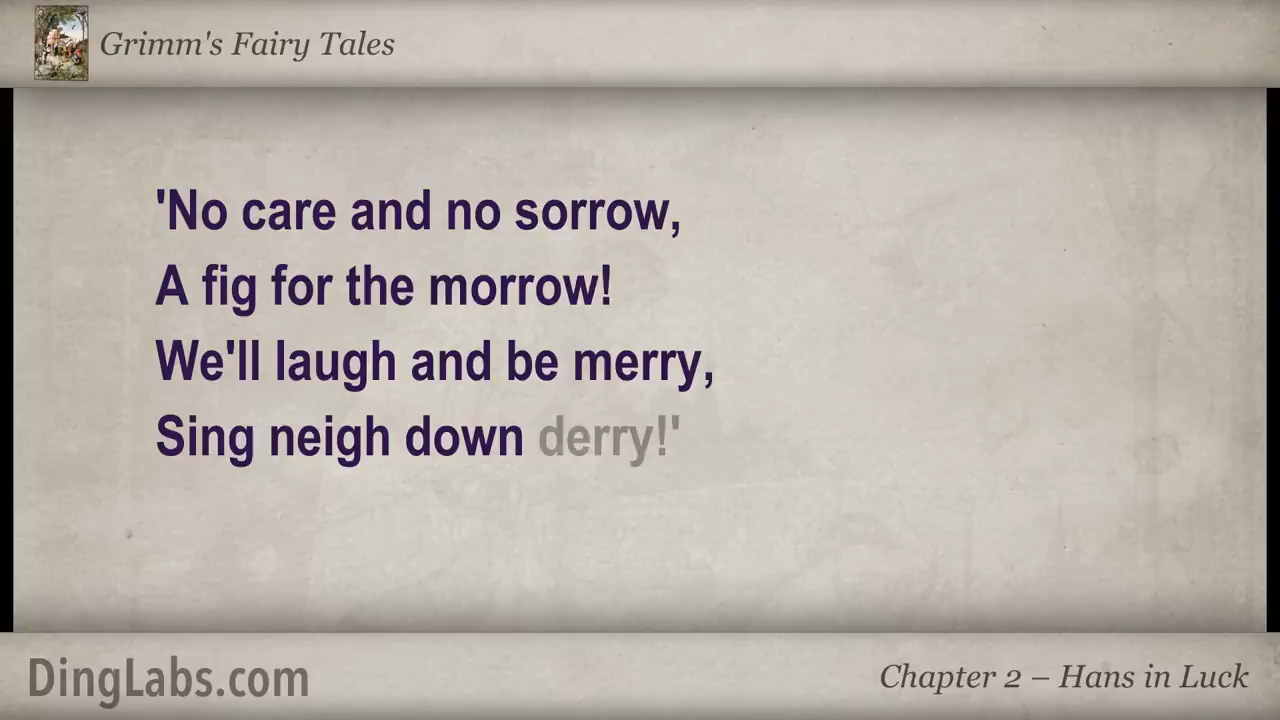 Grimm's Fairy Tales
'No care and no sorrow,
A fig for the morrow!
We'll laugh and be merry,
Sing neigh down derry!'
DingLabs.com
Chapter 2 – Hans in Luck